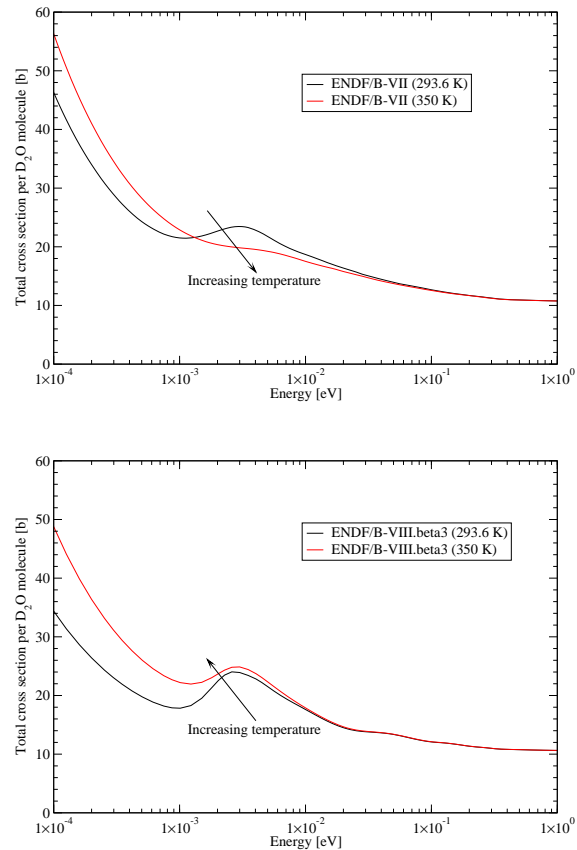 60
50
40
30
20
10
0
Total cross section per D₂O molecule [b]
ENDF/B-VII (293.6 K)
ENDF/B-VII (350 K)
Increasing temperature
1×10⁻⁴ 1×10⁻³ 1×10⁻² 1×10⁻¹ 1×10⁰
Energy [eV]
60
50
40
30
20
10
0
Total cross section per D₂O molecule [b]
ENDF/B-VIII.beta3 (293.6 K)
ENDF/B-VIII.beta3 (350 K)
Increasing temperature
1×10⁻⁴ 1×10⁻³ 1×10⁻² 1×10⁻¹ 1×10⁰
Energy [eV]